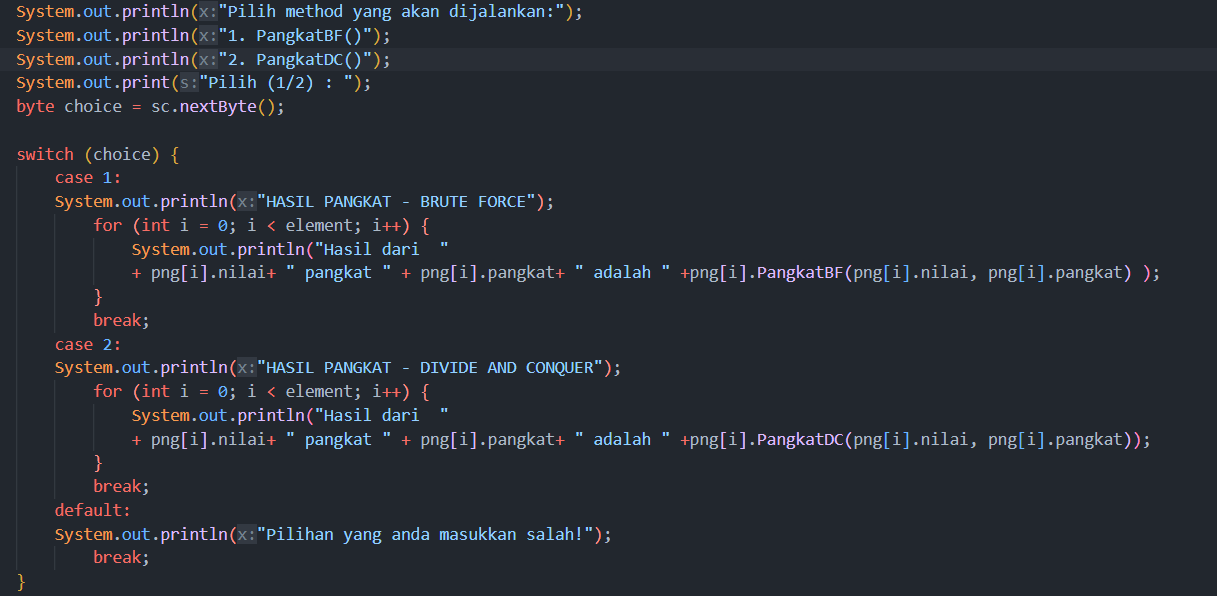 System.out.println(x:"Pilih method yang akan dijalankan:");
System.out.println(x:"1. PangkatBF()");
System.out.println(x:"2. PangkatDC()");
System.out.print(s:"Pilih (1/2) : ");
byte choice = sc.nextByte();

switch (choice) {
    case 1:
    System.out.println(x:"HASIL PANGKAT - BRUTE FORCE");
        for (int i = 0; i < element; i++) {
            System.out.println("Hasil dari  "
            + png[i].nilai+ " pangkat " + png[i].pangkat+ " adalah " +png[i].PangkatBF(png[i].nilai, png[i].pangkat) );
        }
        break;
    case 2:
    System.out.println(x:"HASIL PANGKAT - DIVIDE AND CONQUER");
        for (int i = 0; i < element; i++) {
            System.out.println("Hasil dari  "
            + png[i].nilai+ " pangkat " + png[i].pangkat+ " adalah " +png[i].PangkatDC(png[i].nilai, png[i].pangkat));
        }
        break;
    default:
    System.out.println(x:"Pilihan yang anda masukkan salah!");
        break;
}